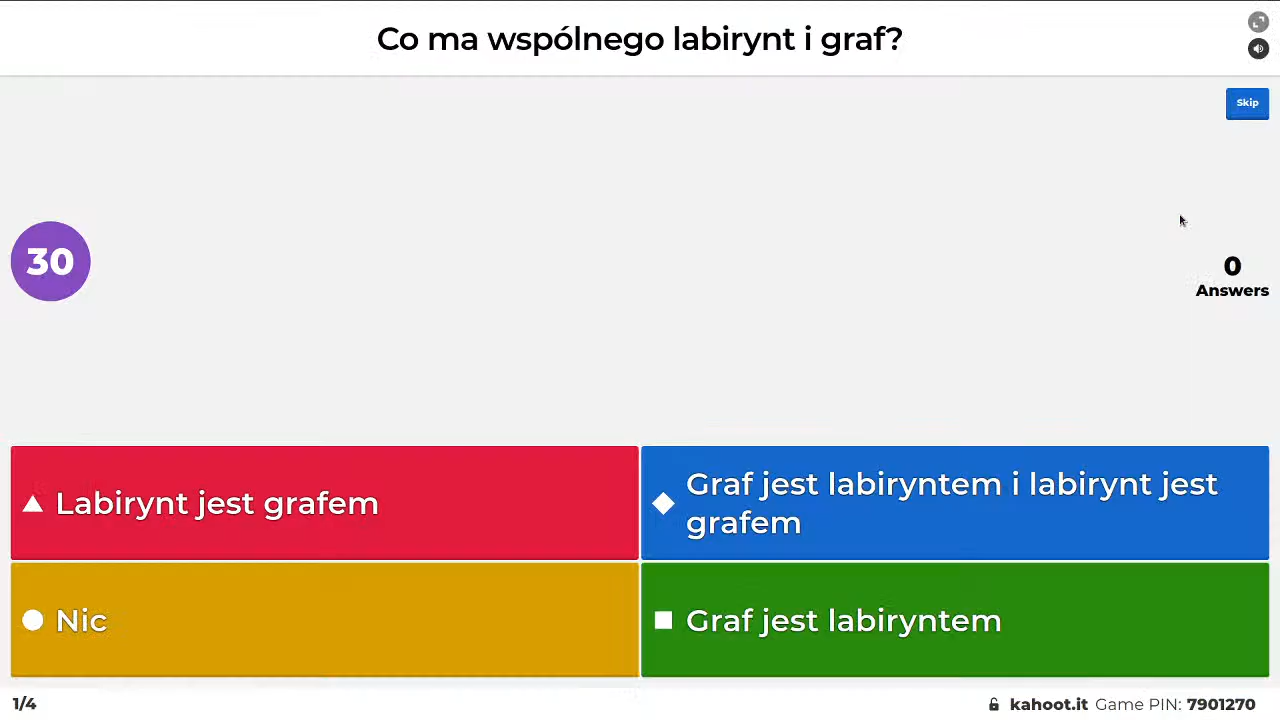 Co ma wspólnego labirynt i graf?
Skip
30
0
Answers
Labirynt jest grafem
Graf jest labiryntem i labirynt jest
grafem
Nic
Graf jest labiryntem
1/4
kahoot.it Game PIN: 7901270